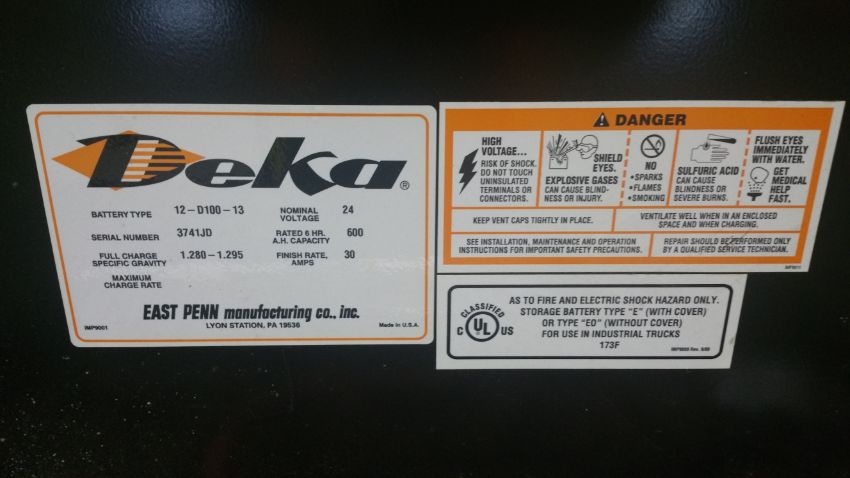 Deka®
BATTERY TYPE 12-D100-13 NOMINAL VOLTAGE 24
SERIAL NUMBER 3741JD RATED 6 HR. A.H. CAPACITY 600
FULL CHARGE SPECIFIC GRAVITY 1.280-1.295 FINISH RATE, AMPS 30
MAXIMUM CHARGE RATE
EAST PENN manufacturing co., inc.
LYON STATION, PA 19536
IMP9001 Made in U.S.A.
DANGER
HIGH VOLTAGE...
RISK OF SHOCK.
DO NOT TOUCH
UNINSULATED
TERMINALS OR
CONNECTORS.
SHIELD
EYES.
EXPLOSIVE GASES
CAN CAUSE BLIND-
NESS OR INJURY.
NO
•SPARKS
•FLAMES
•SMOKING
SULFURIC ACID
CAN CAUSE
BLINDNESS OR
SEVERE BURNS.
FLUSH EYES
IMMEDIATELY
WITH WATER.
GET
MEDICAL
HELP
FAST.
KEEP VENT CAPS TIGHTLY IN PLACE.
VENTILATE WELL WHEN IN AN ENCLOSED
SPACE AND WHEN CHARGING.
SEE INSTALLATION, MAINTENANCE AND OPERATION
INSTRUCTIONS FOR IMPORTANT SAFETY PRECAUTIONS.
REPAIR SHOULD BE PERFORMED ONLY
BY A QUALIFIED SERVICE TECHNICIAN.
CLASSIFIED
C UL US
AS TO FIRE AND ELECTRIC SHOCK HAZARD ONLY.
STORAGE BATTERY TYPE "E" (WITH COVER)
OR TYPE "EO" (WITHOUT COVER)
FOR USE IN INDUSTRIAL TRUCKS
173F